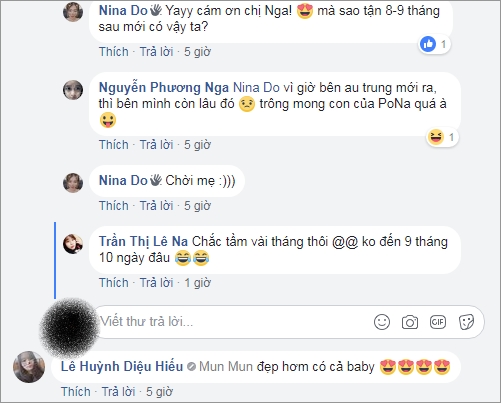 Nina Do👋 Yayy cám ơn chị Nga! 😍 mà sao tận 8-9 tháng
sau mới có vậy ta?
1
Thích · Trả lời · 5 giờ
Nguyễn Phương Nga Nina Do vì giờ bên au trung mới ra,
thì bên mình còn lâu đó 😣 trông mong con của PoNa quá à
😛
1
Thích · Trả lời · 5 giờ
Nina Do👋 Chời mẹ :)))
Thích · Trả lời · 5 giờ
Trần Thị Lê Na Chắc tầm vài tháng thôi @@ ko đến 9 tháng
10 ngày đâu 😂😂
Thích · Trả lời · 1 giờ
Viết thư trả lời...
GIF
Lê Huỳnh Diệu Hiếu Mun Mun đẹp hơm có cả baby 😍😍😍😍
Thích · Trả lời · 5 giờ